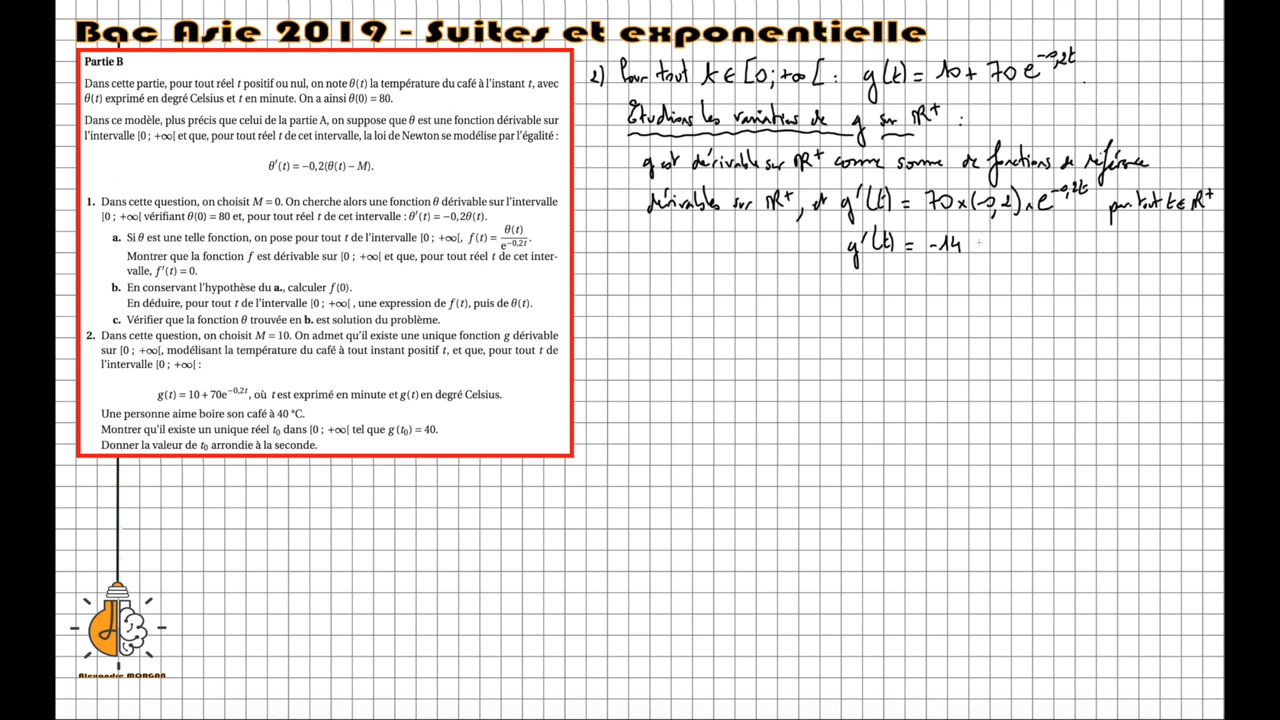 Bac Asie 2019 - Suites et exponentielle
Partie B
Dans cette partie, pour tout réel t positif ou nul, on note θ(t) la température du café à l'instant t, avec
θ(t) exprimé en degré Celsius et t en minute. On a ainsi θ(0) = 80.
Dans ce modèle, plus précis que celui de la partie A, on suppose que θ est une fonction dérivable sur
l'intervalle [0 ; +∞[ et que, pour tout réel t de cet intervalle, la loi de Newton se modélise par l'égalité :
θ′(t) = −0,2(θ(t) − M).
1. Dans cette question, on choisit M = 0. On cherche alors une fonction θ dérivable sur l'intervalle
[0 ; +∞[ vérifiant θ(0) = 80 et, pour tout réel t de cet intervalle : θ′(t) = −0,2θ(t).
a. Si θ est une telle fonction, on pose pour tout t de l'intervalle [0 ; +∞[, f(t) = θ(t)/e^−0,2t.
Montrer que la fonction f est dérivable sur [0 ; +∞[ et que, pour tout réel t de cet inter-
valle, f′(t) = 0.
b. En conservant l'hypothèse du a., calculer f(0).
En déduire, pour tout t de l'intervalle [0 ; +∞[ , une expression de f(t), puis de θ(t).
c. Vérifier que la fonction θ trouvée en b. est solution du problème.
2. Dans cette question, on choisit M = 10. On admet qu'il existe une unique fonction g dérivable
sur [0 ; +∞[, modélisant la température du café à tout instant positif t, et que, pour tout t de
l'intervalle [0 ; +∞[ :
g(t) = 10 + 70e^−0,2t, où t est exprimé en minute et g(t) en degré Celsius.
Une personne aime boire son café à 40 °C.
Montrer qu'il existe un unique réel t₀ dans [0 ; +∞[ tel que g(t₀) = 40.
Donner la valeur de t₀ arrondie à la seconde.
2) Pour tout t ∈ [0 ; +∞ [ : g(t) = 10 + 70 e^−0,2t
Etudions les variations de g sur ℝ⁺ :
g est dérivable sur ℝ⁺ comme somme de fonctions de référence
dérivables sur ℝ⁺, et g′(t) = 70 × (−0,2) × e^−0,2t pour tout t ∈ ℝ⁺
g′(t) = −14
Alexandre MORGAN